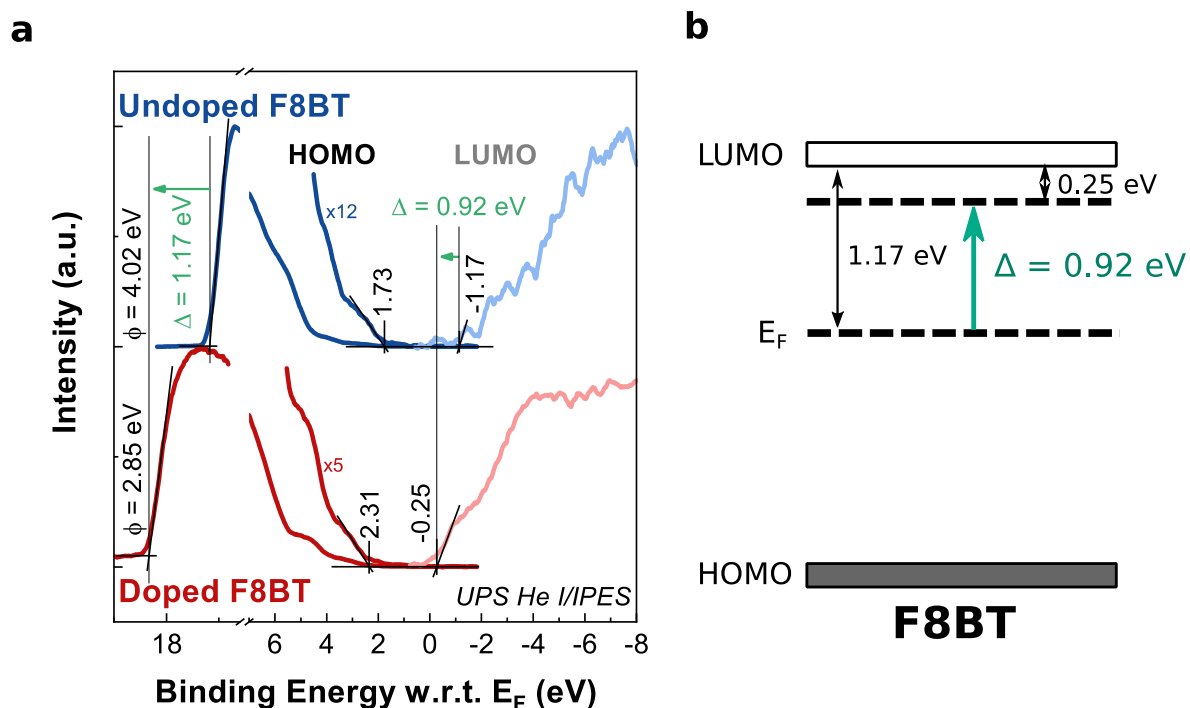 a
Undoped F8BT
HOMO
LUMO
Δ = 0.92 eV
x12
ϕ = 4.02 eV
Δ = 1.17 eV
1.73
-1.17
ϕ = 2.85 eV
x5
2.31
-0.25
Doped F8BT
UPS He I/IPES
Intensity (a.u.)
18 6 4 2 0 -2 -4 -6 -8
Binding Energy w.r.t. E_F (eV)
b
LUMO
0.25 eV
1.17 eV
Δ = 0.92 eV
E_F
HOMO
F8BT